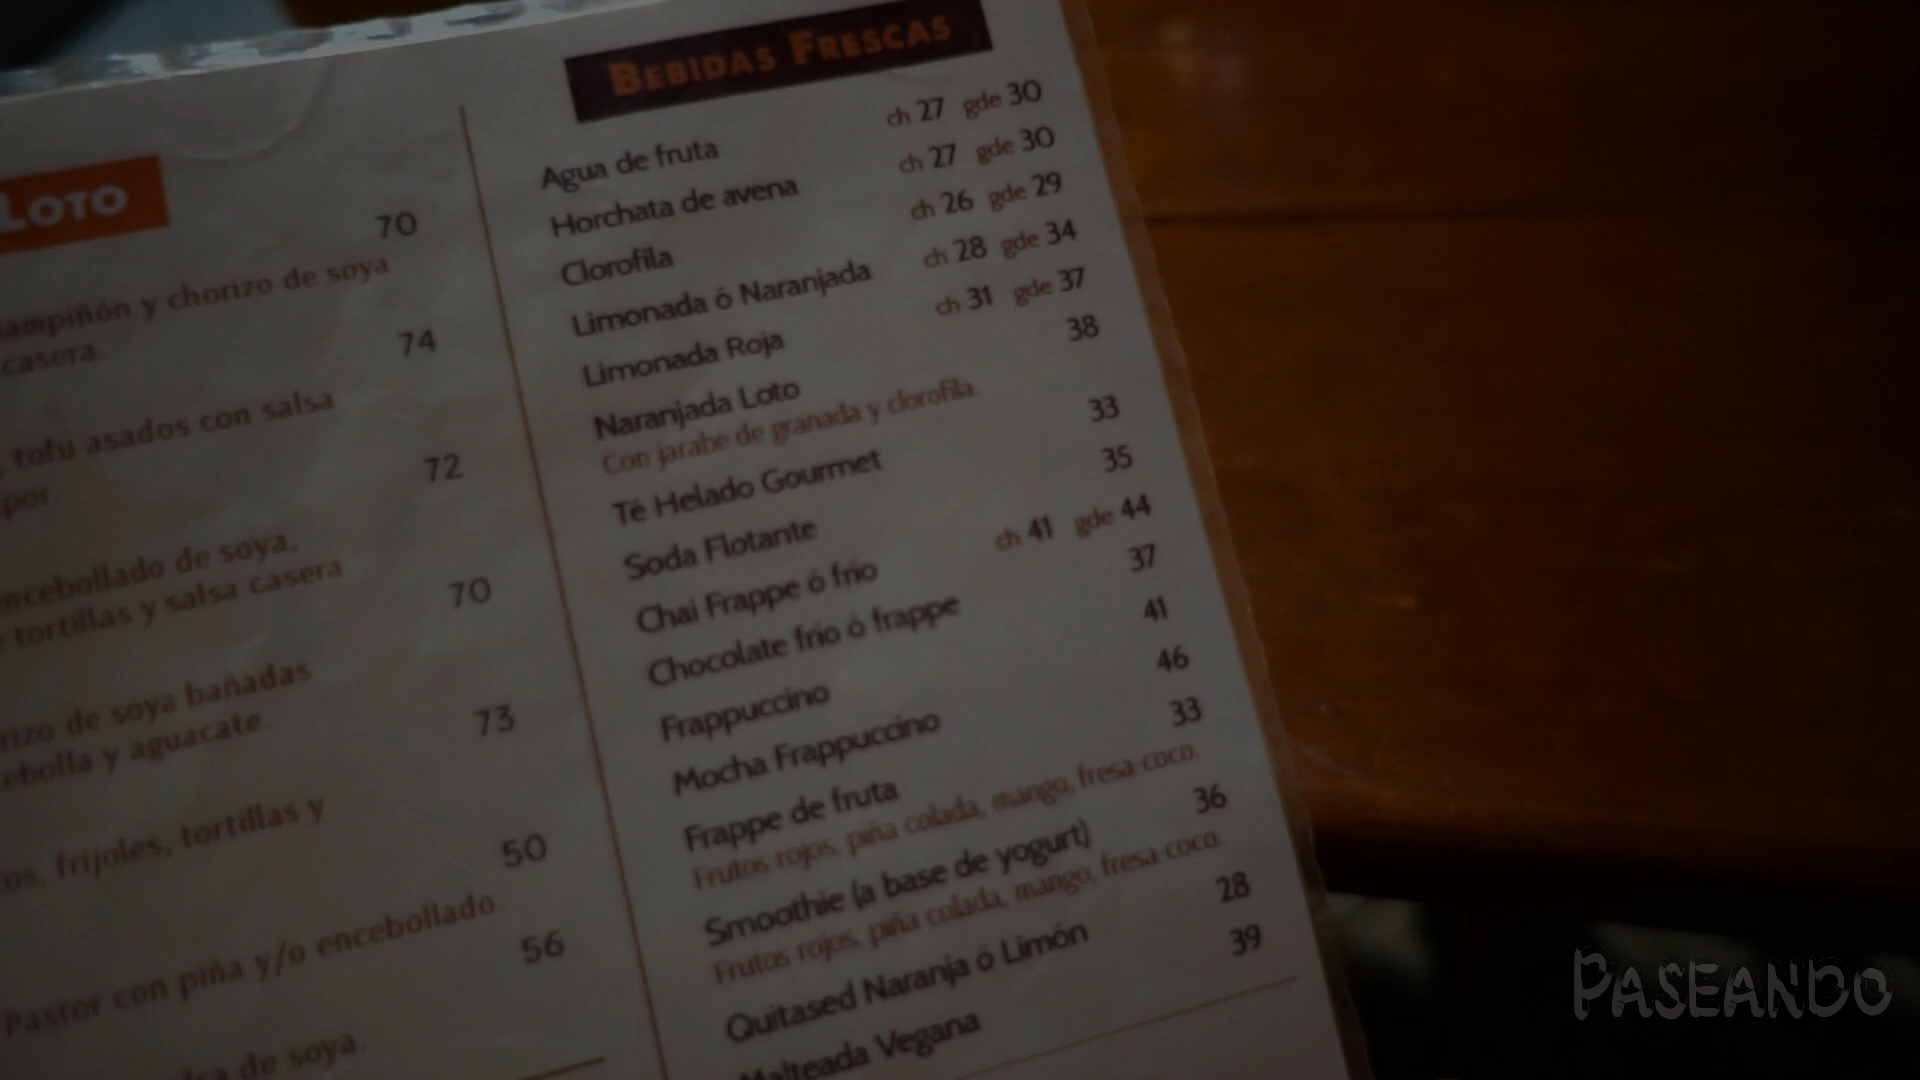 LOTO
70
ampiñón y chorizo de soya
casera.
74
tofu asados con salsa
por
72
ncebollado de soya,
tortillas y salsa casera.
70
rizo de soya bañadas
ebolla y aguacate
73
os, frijoles, tortillas y
50
Pastor con piña y/o encebollado.
56
de soya.
BEBIDAS FRESCAS
Agua de fruta ch 27 gde 30
Horchata de avena ch 27 gde 30
Clorofila ch 26 gde 29
Limonada ó Naranjada ch 28 gde 34
Limonada Roja ch 31 gde 37
Naranjada Loto 38
Con jarabe de granada y clorofila.
Té Helado Gourmet 33
Soda Flotante 35
Chai Frappe ó frío ch 41 gde 44
Chocolate frío ó frappe 37
Frappuccino 41
Mocha Frappuccino 46
Frappe de fruta 33
Frutos rojos, piña colada, mango, fresa-coco.
Smoothie (a base de yogurt) 36
Frutos rojos, piña colada, mango, fresa-coco.
Quitased Naranja ó Limón 28
Malteada Vegana 39
PASEANDO